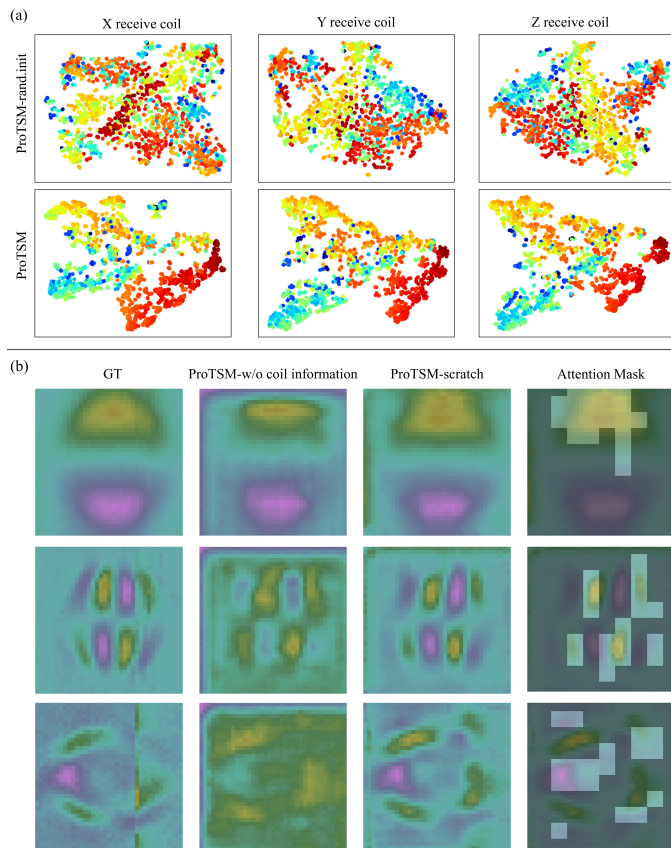 (a)
X receive coil Y receive coil Z receive coil
ProTSM-rand.init
ProTSM
(b)
GT ProTSM-w/o coil information ProTSM-scratch Attention Mask